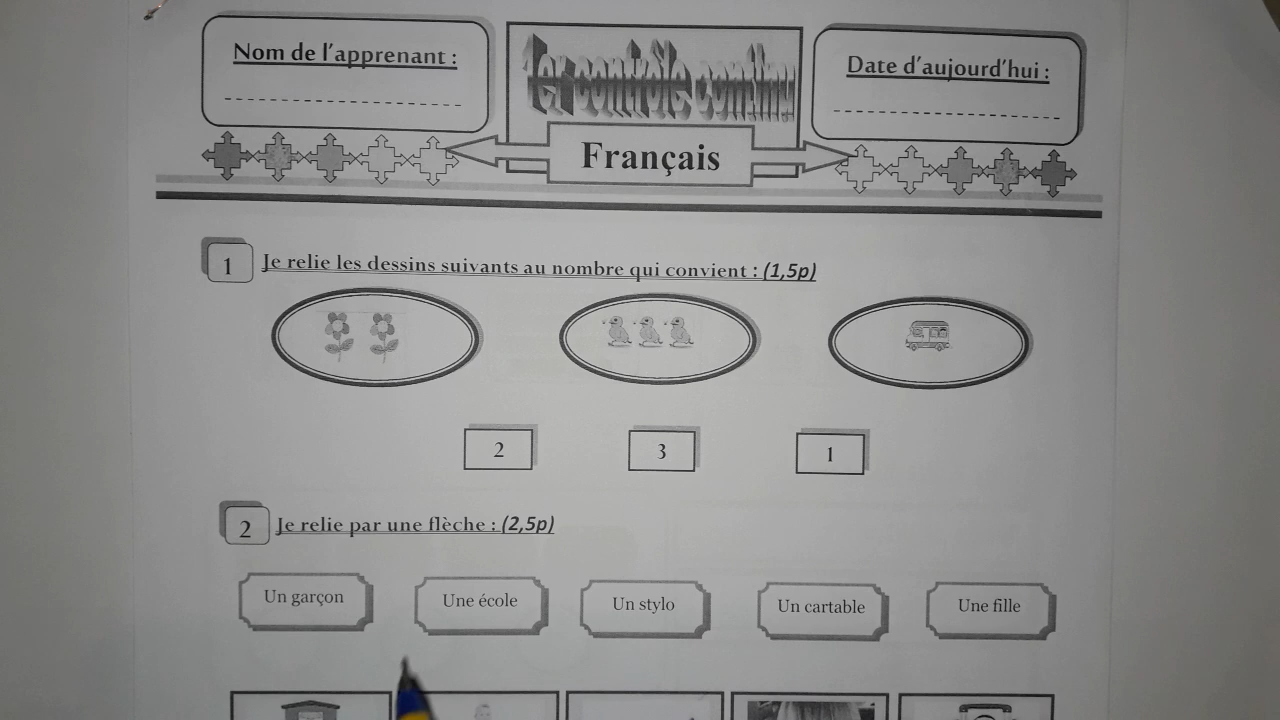 Nom de l'apprenant :
1er contrôle continu
Date d'aujourd'hui :
Français
1 Je relie les dessins suivants au nombre qui convient : (1,5p)
2 3 1
2 Je relie par une flèche : (2,5p)
Un garçon Une école Un stylo Un cartable Une fille